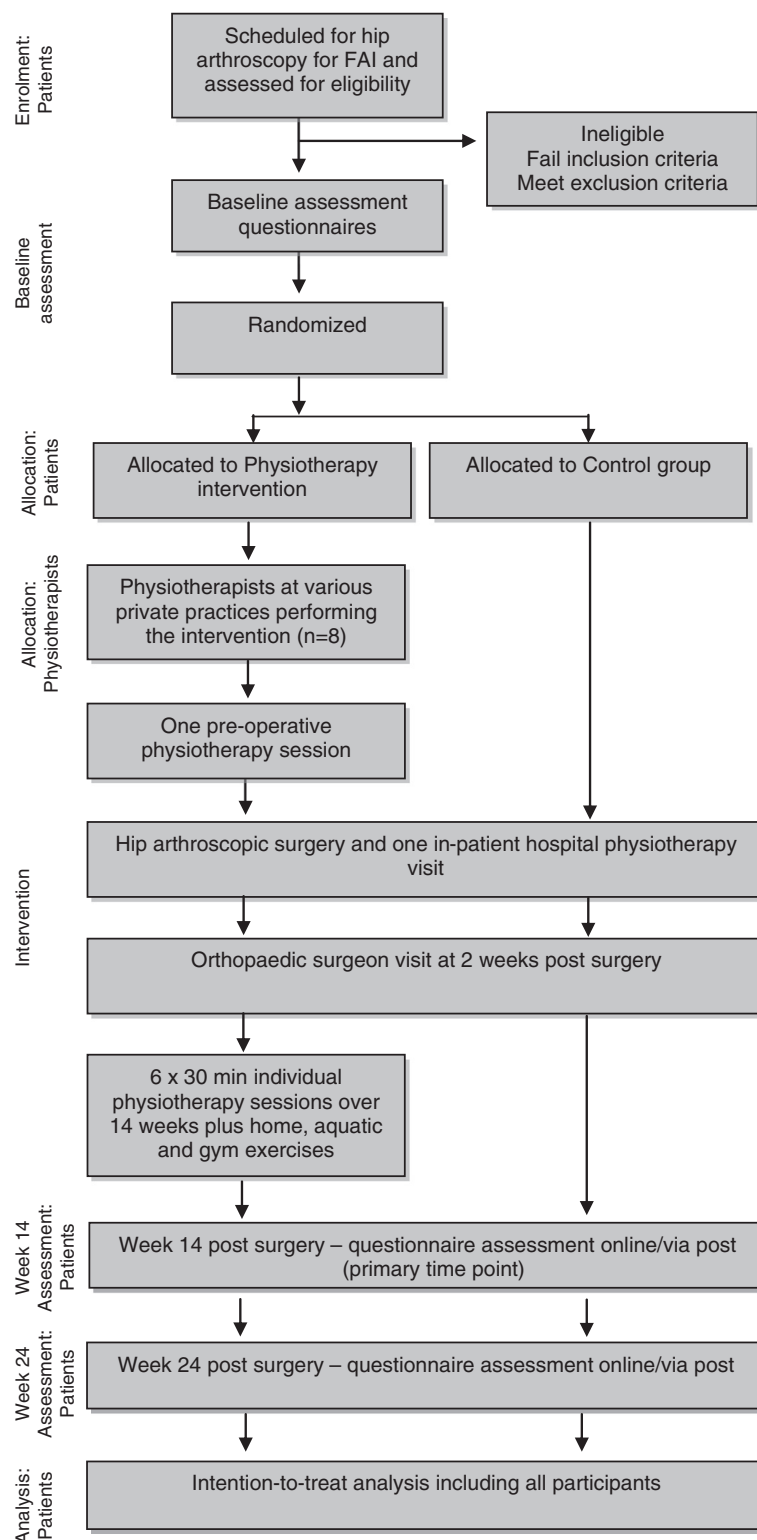 Enrolment:
Patients
Scheduled for hip
arthroscopy for FAI and
assessed for eligibility
Ineligible
Fail inclusion criteria
Meet exclusion criteria
Baseline
assessment
Baseline assessment
questionnaires
Randomized
Allocation:
Patients
Allocated to Physiotherapy
intervention
Allocated to Control group
Allocation:
Physiotherapists
Physiotherapists at various
private practices performing
the intervention (n=8)
One pre-operative
physiotherapy session
Intervention
Hip arthroscopic surgery and one in-patient hospital physiotherapy
visit
Orthopaedic surgeon visit at 2 weeks post surgery
6 x 30 min individual
physiotherapy sessions over
14 weeks plus home, aquatic
and gym exercises
Week 14
Assessment:
Patients
Week 14 post surgery – questionnaire assessment online/via post
(primary time point)
Week 24
Assessment:
Patients
Week 24 post surgery – questionnaire assessment online/via post
Analysis:
Patients
Intention-to-treat analysis including all participants